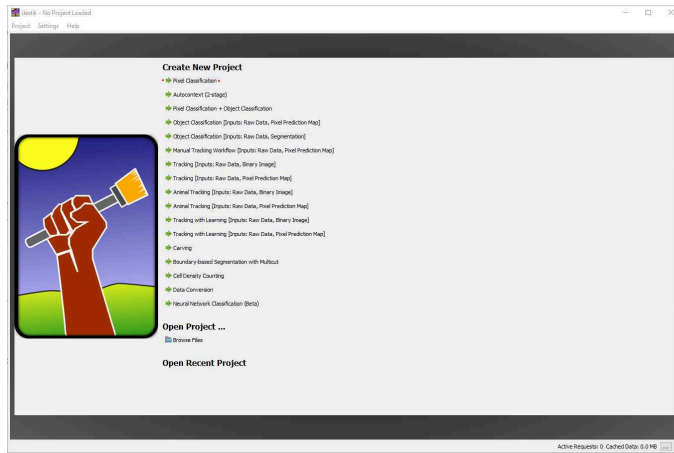 ilastik - No Project Loaded
Project Settings Help
Create New Project
Pixel Classification
Autocontext (2-stage)
Pixel Classification + Object Classification
Object Classification [Inputs: Raw Data, Pixel Prediction Map]
Object Classification [Inputs: Raw Data, Segmentation]
Manual Tracking Workflow [Inputs: Raw Data, Pixel Prediction Map]
Tracking [Inputs: Raw Data, Binary Image]
Tracking [Inputs: Raw Data, Pixel Prediction Map]
Animal Tracking [Inputs: Raw Data, Binary Image]
Animal Tracking [Inputs: Raw Data, Pixel Prediction Map]
Tracking with Learning [Inputs: Raw Data, Binary Image]
Tracking with Learning [Inputs: Raw Data, Pixel Prediction Map]
Carving
Boundary-based Segmentation with Multicut
Cell Density Counting
Data Conversion
Neural Network Classification (Beta)
Open Project ...
Browse Files
Open Recent Project
Active Requests: 0 Cached Data: 0.0 MB ...